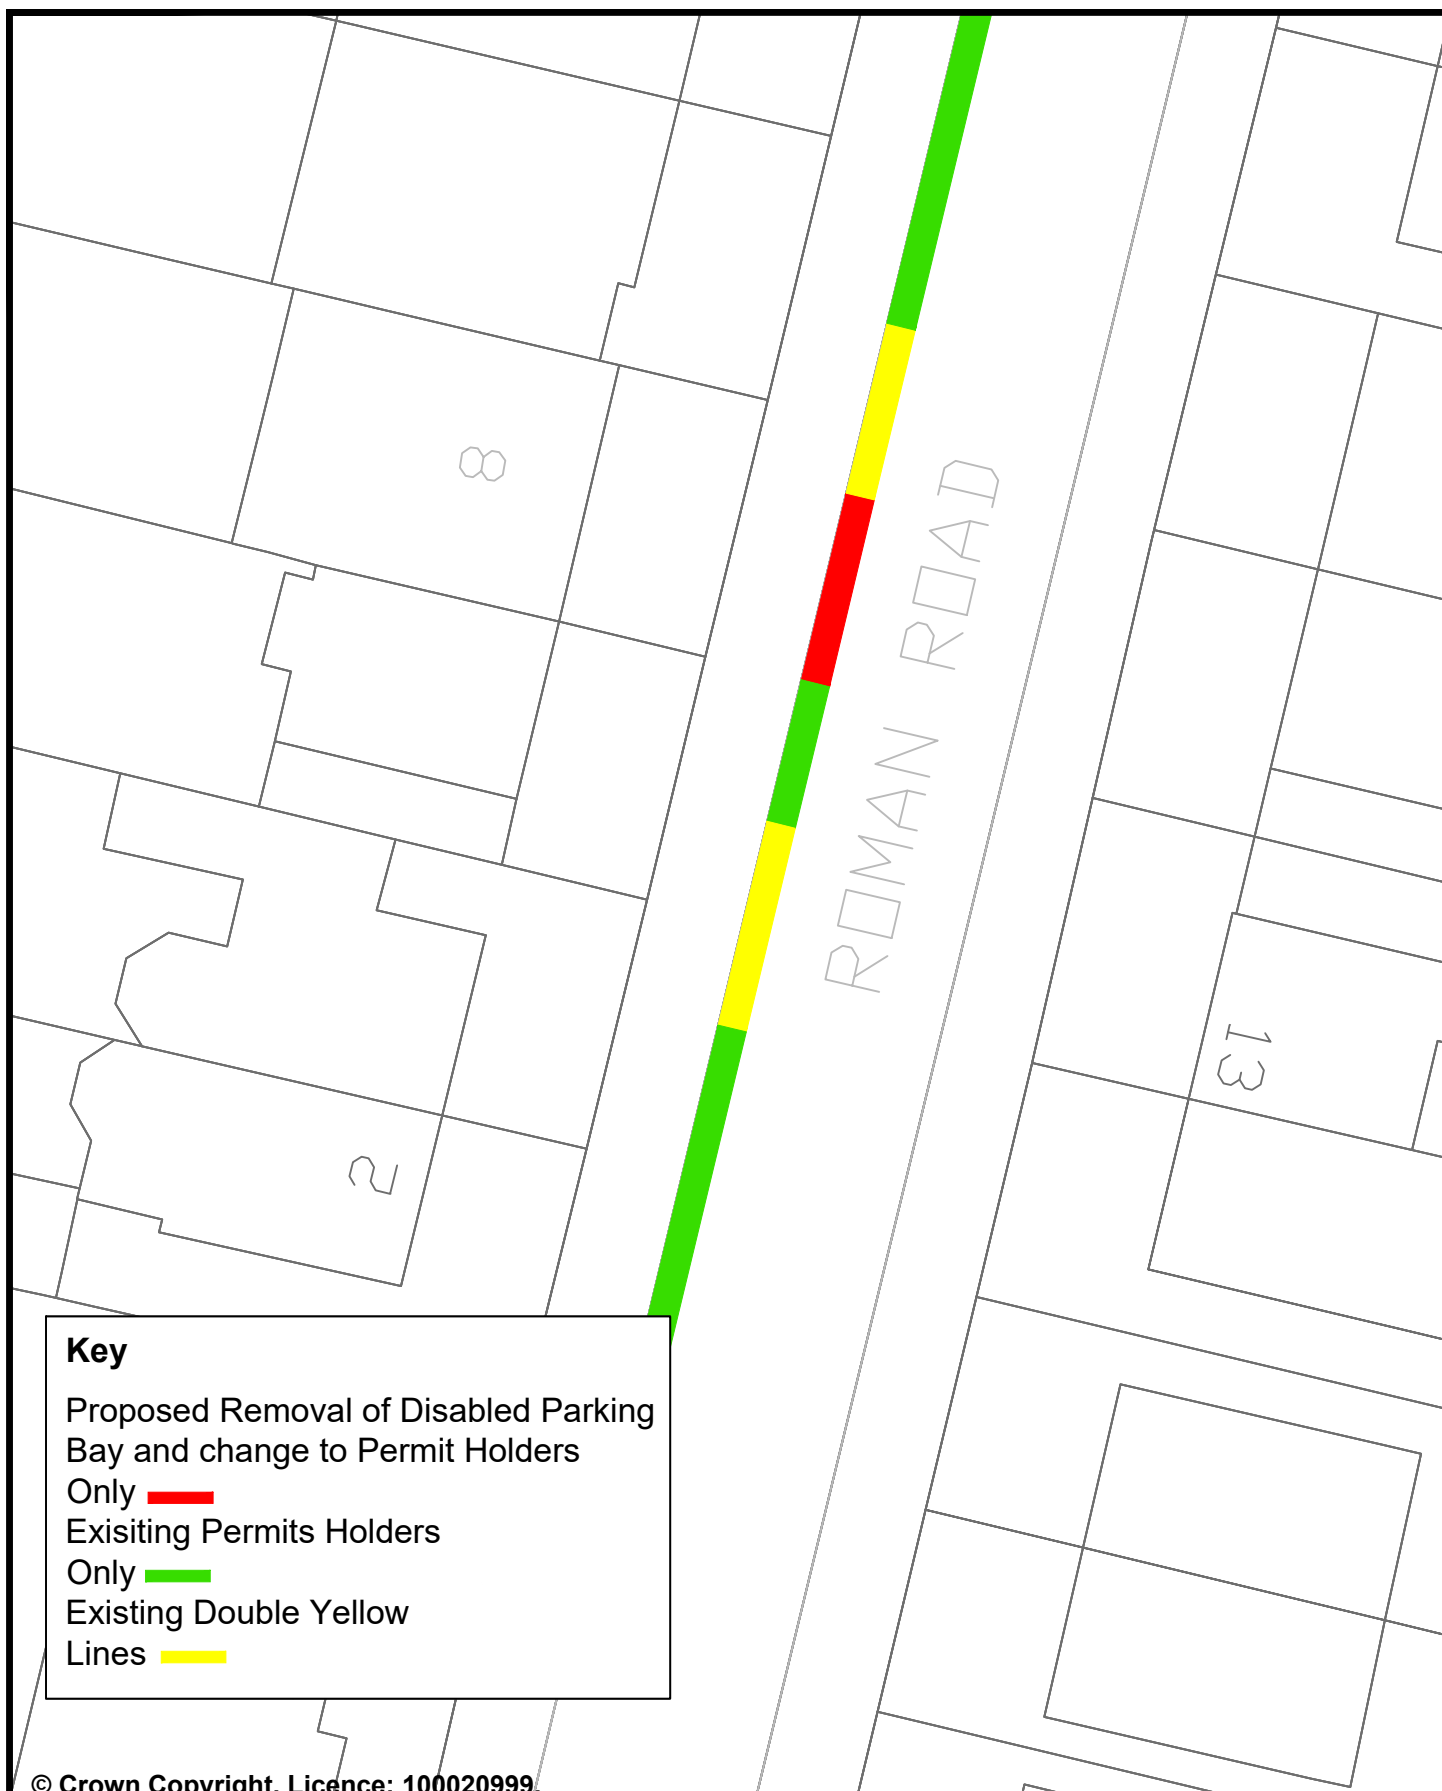 8
ROMAN ROAD
13
2
Key
Proposed Removal of Disabled Parking
Bay and change to Permit Holders
Only
Exisiting Permits Holders
Only
Existing Double Yellow
Lines
© Crown Copyright. Licence: 100020999.